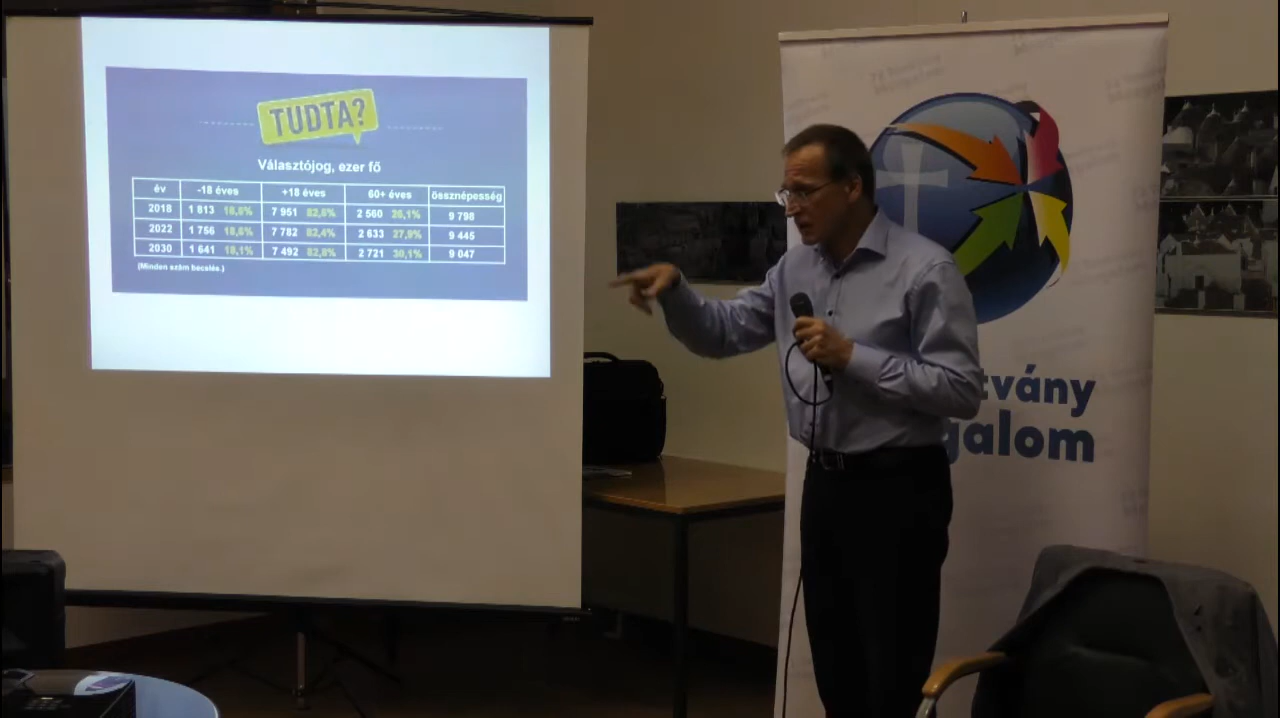 TUDTA?
Választójog, ezer fő
év -18 éves +18 éves 60+ éves össznépesség
2018 1 813 18,6% 7 951 82,6% 2 560 26,1% 9 798
2022 1 756 18,6% 7 782 82,4% 2 633 27,9% 9 445
2030 1 641 18,1% 7 492 82,8% 2 721 30,1% 9 047
(Minden szám becslés.)
tvány
galom